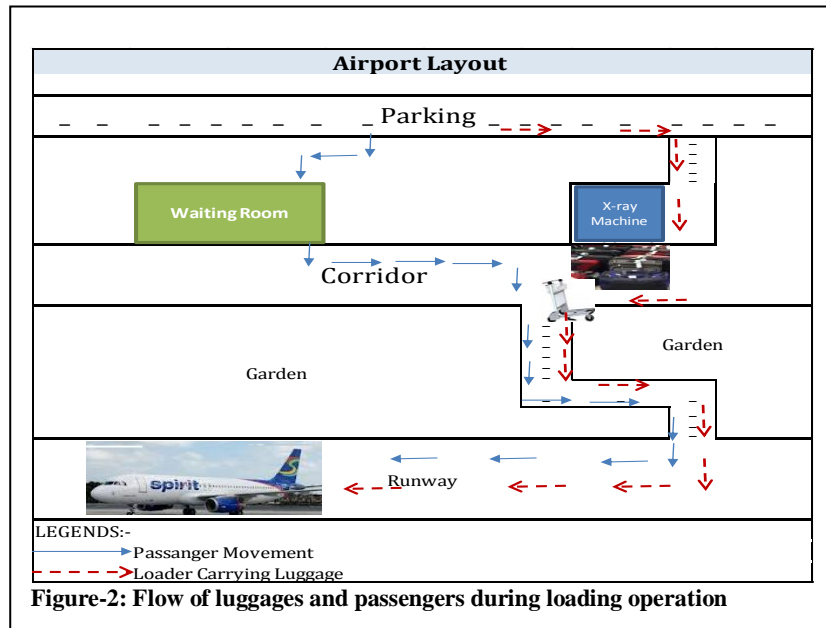 Airport Layout
Parking
Waiting Room
X-ray
Machine
Corridor
Garden
Garden
spirit
Runway
LEGENDS:-
Passanger Movement
Loader Carrying Luggage
Figure-2: Flow of luggages and passengers during loading operation